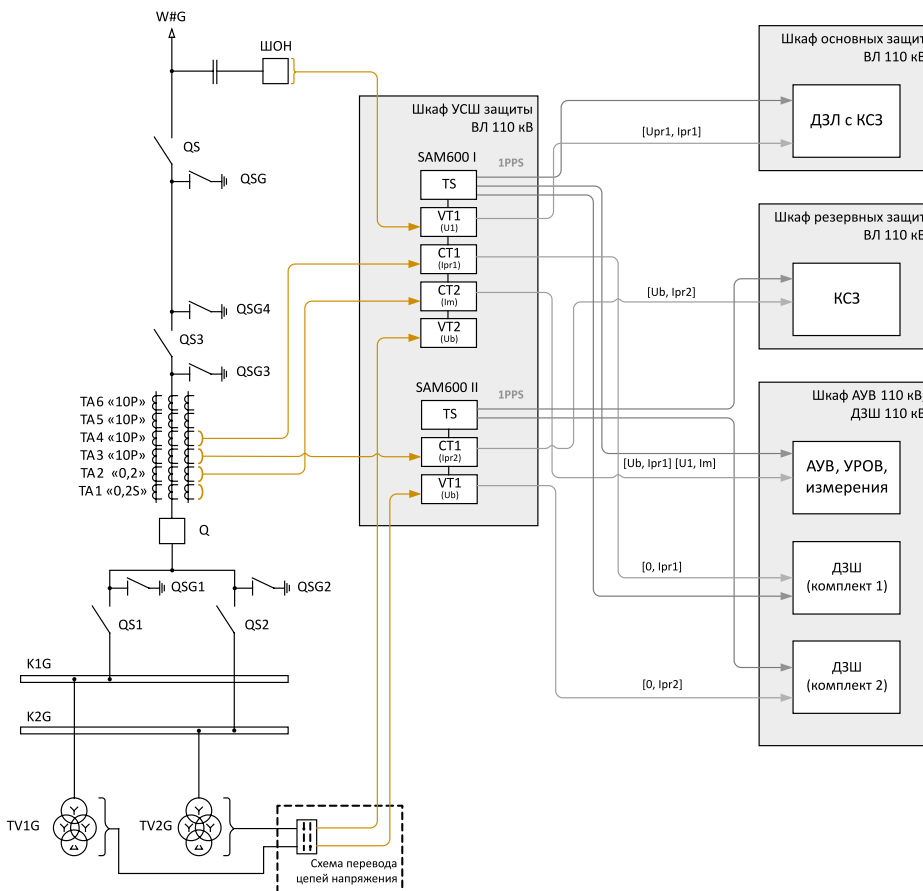 W#G
ШОН
QS
QSG
QSG4
QS3
QSG3
TA6 «10P»
TA5 «10P»
TA4 «10P»
TA3 «10P»
TA2 «0,2»
TA1 «0,2S»
Q
QSG1
QSG2
QS1
QS2
K1G
K2G
TV1G
TV2G
Схема перевода
цепей напряжения
Шкаф УСШ защиты
ВЛ 110 кВ
SAM600 I
1PPS
TS
VT1
(U1)
CT1
(Ipr1)
CT2
(Im)
VT2
(Ub)
SAM600 II
1PPS
TS
CT1
(Ipr2)
VT1
(Ub)
[Upr1, Ipr1]
[Ub, Ipr2]
[Ub, Ipr1] [U1, Im]
[0, Ipr1]
[0, Ipr2]
Шкаф основных защит
ВЛ 110 кВ
ДЗЛ с КСЗ
Шкаф резервных защит
ВЛ 110 кВ
КСЗ
Шкаф АУВ 110 кВ,
ДЗШ 110 кВ
АУВ, УРОВ,
измерения
ДЗШ
(комплект 1)
ДЗШ
(комплект 2)